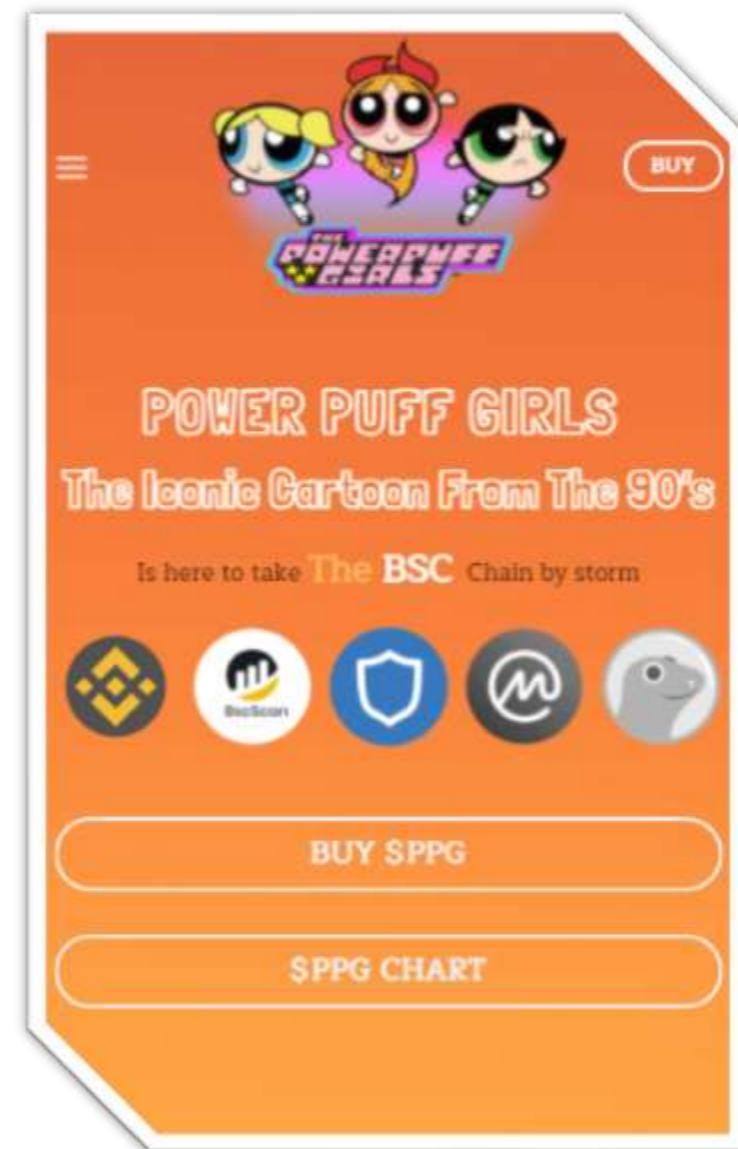 BUY
THE
POWERPUFF
GIRLS
POWER PUFF GIRLS
The Iconic Cartoon From The 90's
Is here to take The BSC Chain by storm
BscScan
BUY $PPG
$PPG CHART